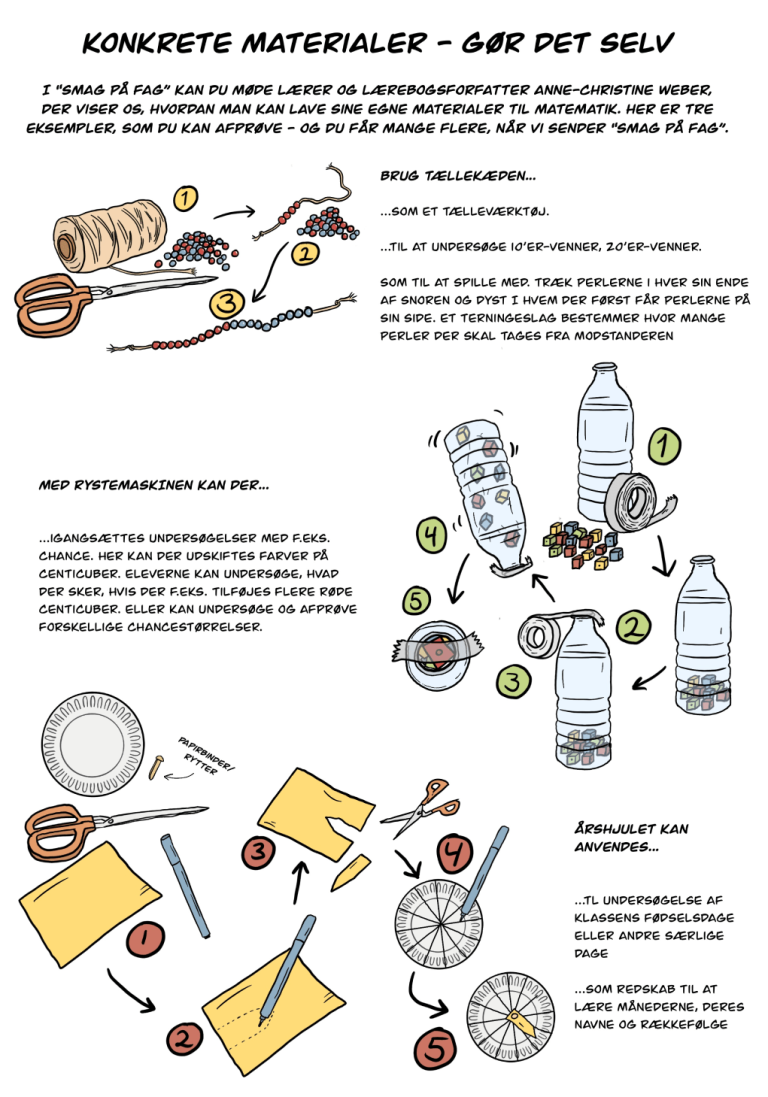 KONKRETE MATERIALER - GØR DET SELV
I "SMAG PÅ FAG" KAN DU MØDE LÆRER OG LÆREBOGSFORFATTER ANNE-CHRISTINE WEBER,
DER VISER OS, HVORDAN MAN KAN LAVE SINE EGNE MATERIALER TIL MATEMATIK. HER ER TRE
EKSEMPLER, SOM DU KAN AFPRØVE - OG DU FÅR MANGE FLERE, NÅR VI SENDER "SMAG PÅ FAG".
1
2
3
BRUG TÆLLEKÆDEN...
...SOM ET TÆLLEVÆRKTØJ.
...TIL AT UNDERSØGE 10'ER-VENNER, 20'ER-VENNER.
SOM TIL AT SPILLE MED. TRÆK PERLERNE I HVER SIN ENDE
AF SNOREN OG DYST I HVEM DER FØRST FÅR PERLERNE PÅ
SIN SIDE. ET TERNINGESLAG BESTEMMER HVOR MANGE
PERLER DER SKAL TAGES FRA MODSTANDEREN
MED RYSTEMASKINEN KAN DER...
...IGANGSÆTTES UNDERSØGELSER MED F.EKS.
CHANCE. HER KAN DER UDSKIFTES FARVER PÅ
CENTICUBER. ELEVERNE KAN UNDERSØGE, HVAD
DER SKER, HVIS DER F.EKS. TILFØJES FLERE RØDE
CENTICUBER. ELLER KAN UNDERSØGE OG AFPRØVE
FORSKELLIGE CHANCESTØRRELSER.
1
2
3
4
5
PAPIRBINDER/
RYTTER
1
2
3
4
5
ÅRSHJULET KAN
ANVENDES...
...TL UNDERSØGELSE AF
KLASSENS FØDSELSDAGE
ELLER ANDRE SÆRLIGE
DAGE
...SOM REDSKAB TIL AT
LÆRE MÅNEDERNE, DERES
NAVNE OG RÆKKEFØLGE